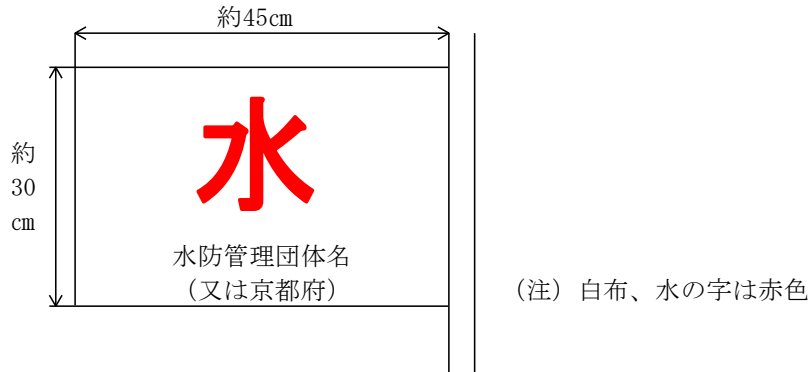 約45cm
約
30
cm
水
水防管理団体名
（又は京都府）
（注）白布、水の字は赤色